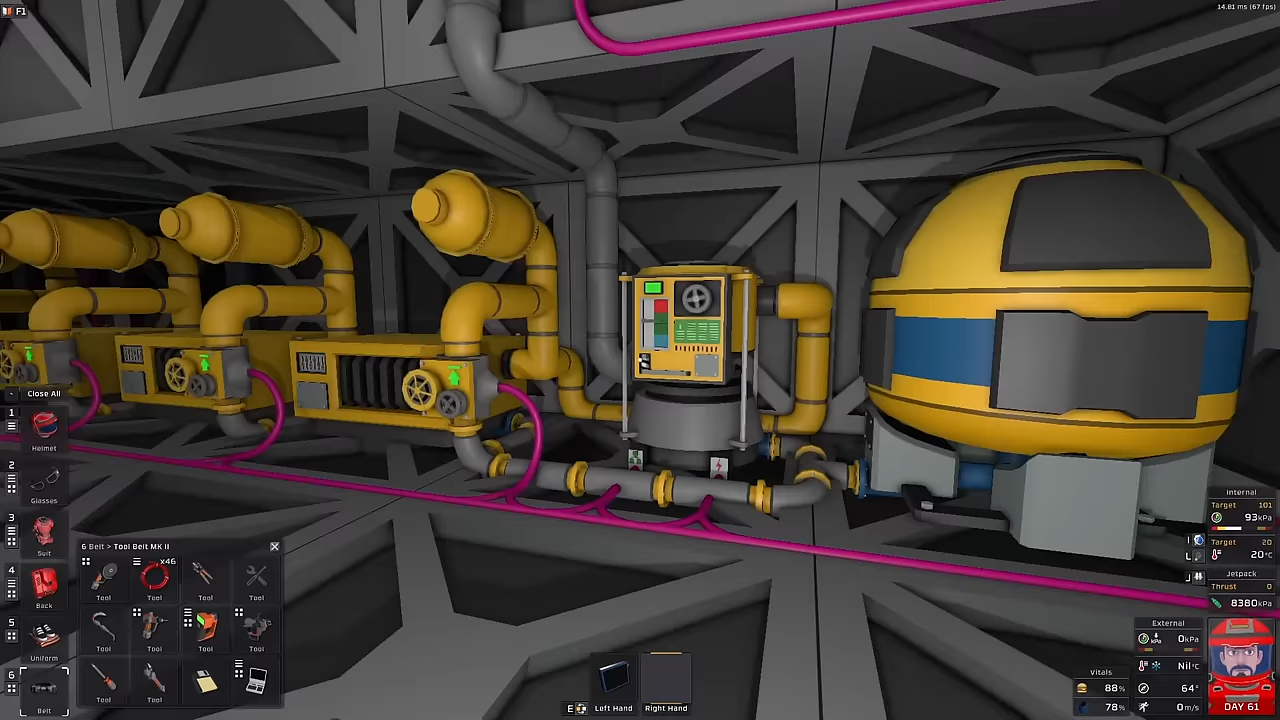 F1
14.81 ms (67 fps)
Close All
1
Helmet
2
Glasses
3
Suit
4
Back
5
Uniform
6
Belt
6 Belt > Tool Belt MK II
x46
Tool
Tool
Tool
Tool
Tool
Tool
Tool
Tool
Tool
Tool
E
Left Hand
Right Hand
Internal
Target 101
93kPa
Target 20
20°C
Jetpack
Thrust 0
8380kPa
External
0kPa
Nil°C
64°
0m/s
Vitals
88%
78%
DAY 61